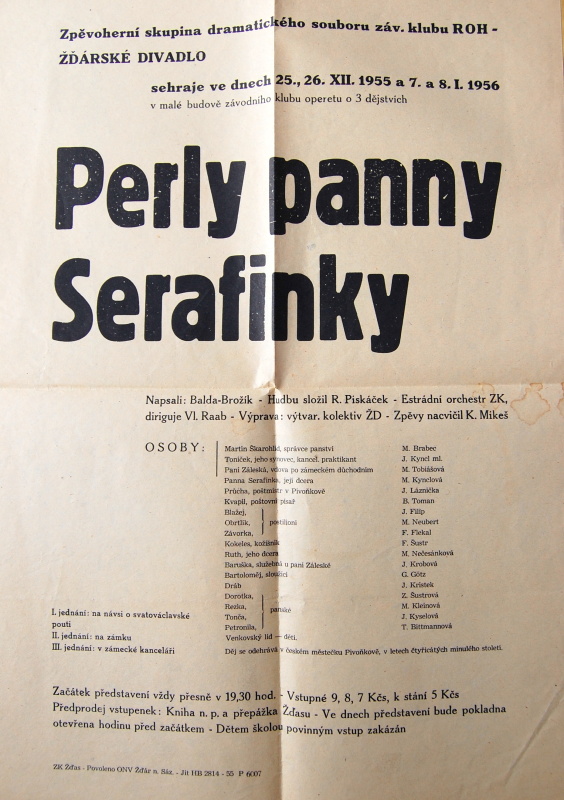 Zpěvoherní skupina dramatického souboru záv. klubu ROH -
ŽĎÁRSKÉ DIVADLO
sehraje ve dnech 25., 26. XII. 1955 a 7. a 8. I. 1956
v malé budově závodního klubu operetu o 3 dějstvích
Perly panny
Serafinky
Napsali: Balda-Brožík - Hudbu složil R. Piskáček - Estrádní orchestr ZK,
diriguje Vl. Raab - Výprava: výtvar. kolektiv ŽD - Zpěvy nacvičil K. Mikeš
OSOBY:
Martin Škarohlíd, správce panství M. Brabec
Toníček, jeho synovec, kancel. praktikant J. Kyncl ml.
Paní Záleská, vdova po zámeckém důchodním M. Tobiášová
Panna Serafinka, její dcera M. Kynclová
Průcha, poštmistr v Pivoňkově J. Láznička
Kvapil, poštovní písař B. Toman
Blažej, J. Filip
Obrtlík, postilioni M. Neubert
Závorka, F. Flekal
Kokeles, kožišník F. Šustr
Ruth, jeho dcera M. Nečesánková
Baruška, služebná u paní Záleské J. Krobová
Bartoloměj, sloužící G. Götz
Dráb J. Kristek
Dorotka, Z. Šustrová
Rezka, panské M. Kleinová
Tonča, J. Kyselová
Petronila, T. Bittmannová
Venkovský lid — děti.
Děj se odehrává v českém městečku Pivoňkově, v letech čtyřicátých minulého století.
I. jednání: na návsi o svatováclavské
pouti
II. jednání: na zámku
III. jednání: v zámecké kanceláři
Začátek představení vždy přesně v 19,30 hod. - Vstupné 9, 8, 7 Kčs, k stání 5 Kčs
Předprodej vstupenek: Kniha n. p. a přepážka Žďasu - Ve dnech představení bude pokladna
otevřena hodinu před začátkem - Dětem školou povinným vstup zakázán
ZK Žďas - Povoleno ONV Žďár n. Sáz. - Jit HB 2814 - 55 P 6007